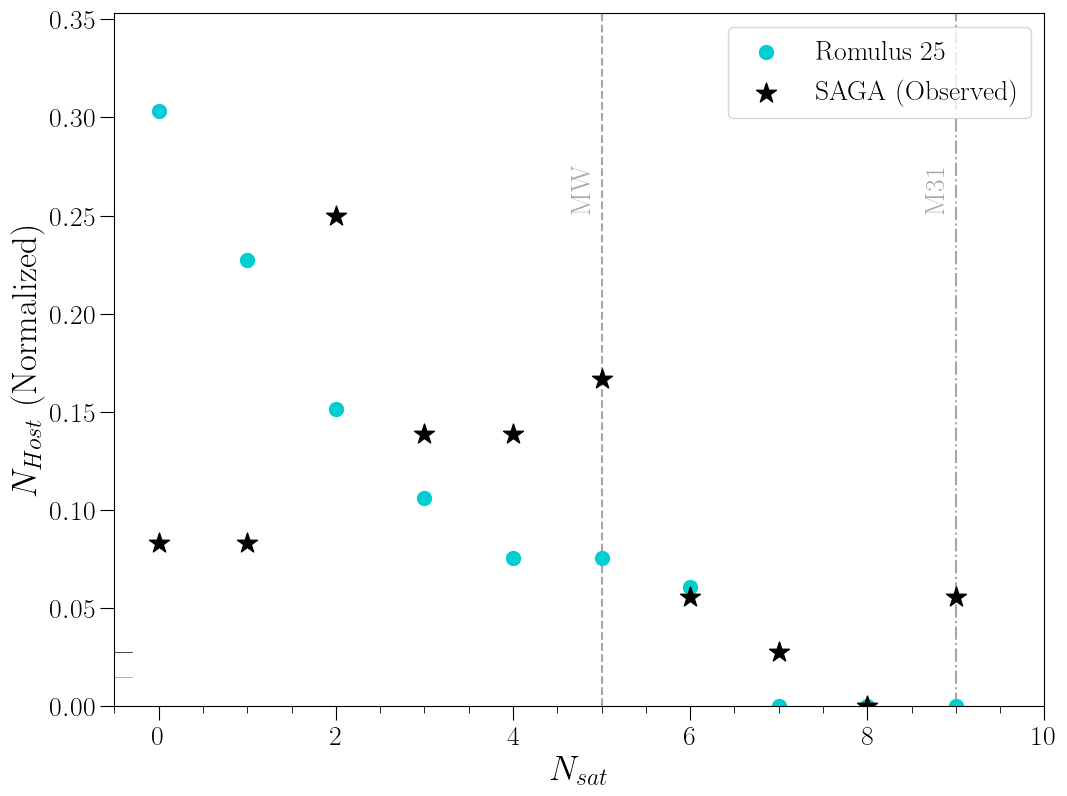 0.35
0.30
0.25
0.20
0.15
0.10
0.05
0.00
N_Host (Normalized)
Romulus 25
SAGA (Observed)
MW
M31
0 2 4 6 8 10
N_sat